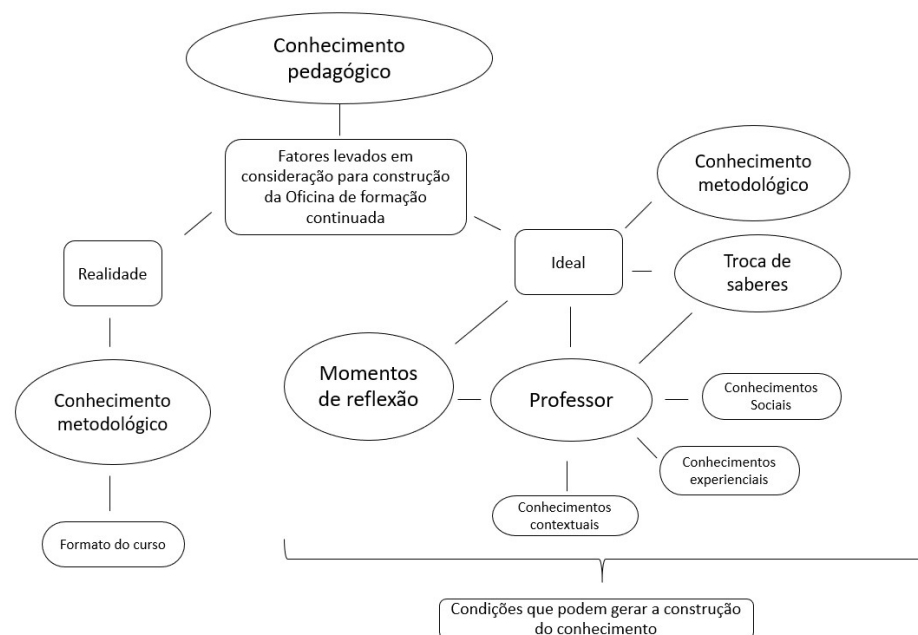 Conhecimento
pedagógico
Fatores levados em
consideração para construção
da Oficina de formação
continuada
Conhecimento
metodológico
Realidade
Ideal
Troca de
saberes
Momentos
de reflexão
Professor
Conhecimentos
Sociais
Conhecimento
metodológico
Conhecimentos
experienciais
Conhecimentos
contextuais
Formato do curso
Condições que podem gerar a construção
do conhecimento